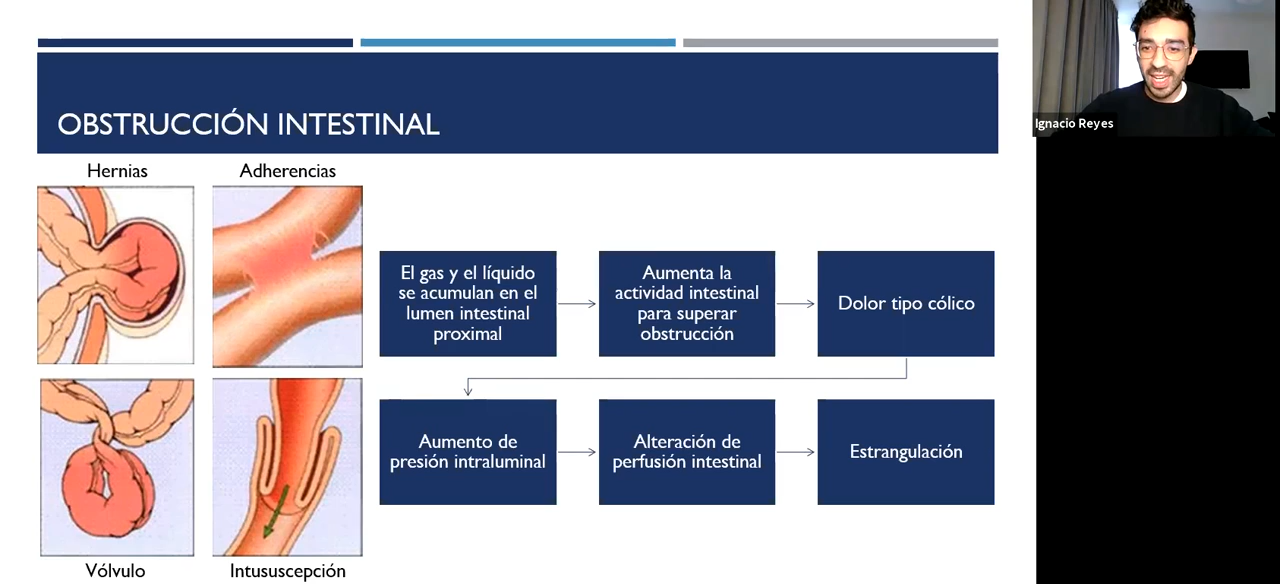 OBSTRUCCIÓN INTESTINAL
Ignacio Reyes
Hernias
Adherencias
El gas y el líquido
se acumulan en el
lumen intestinal
proximal
Aumenta la
actividad intestinal
para superar
obstrucción
Dolor tipo cólico
Aumento de
presión intraluminal
Alteración de
perfusión intestinal
Estrangulación
Vólvulo
Intususcepción